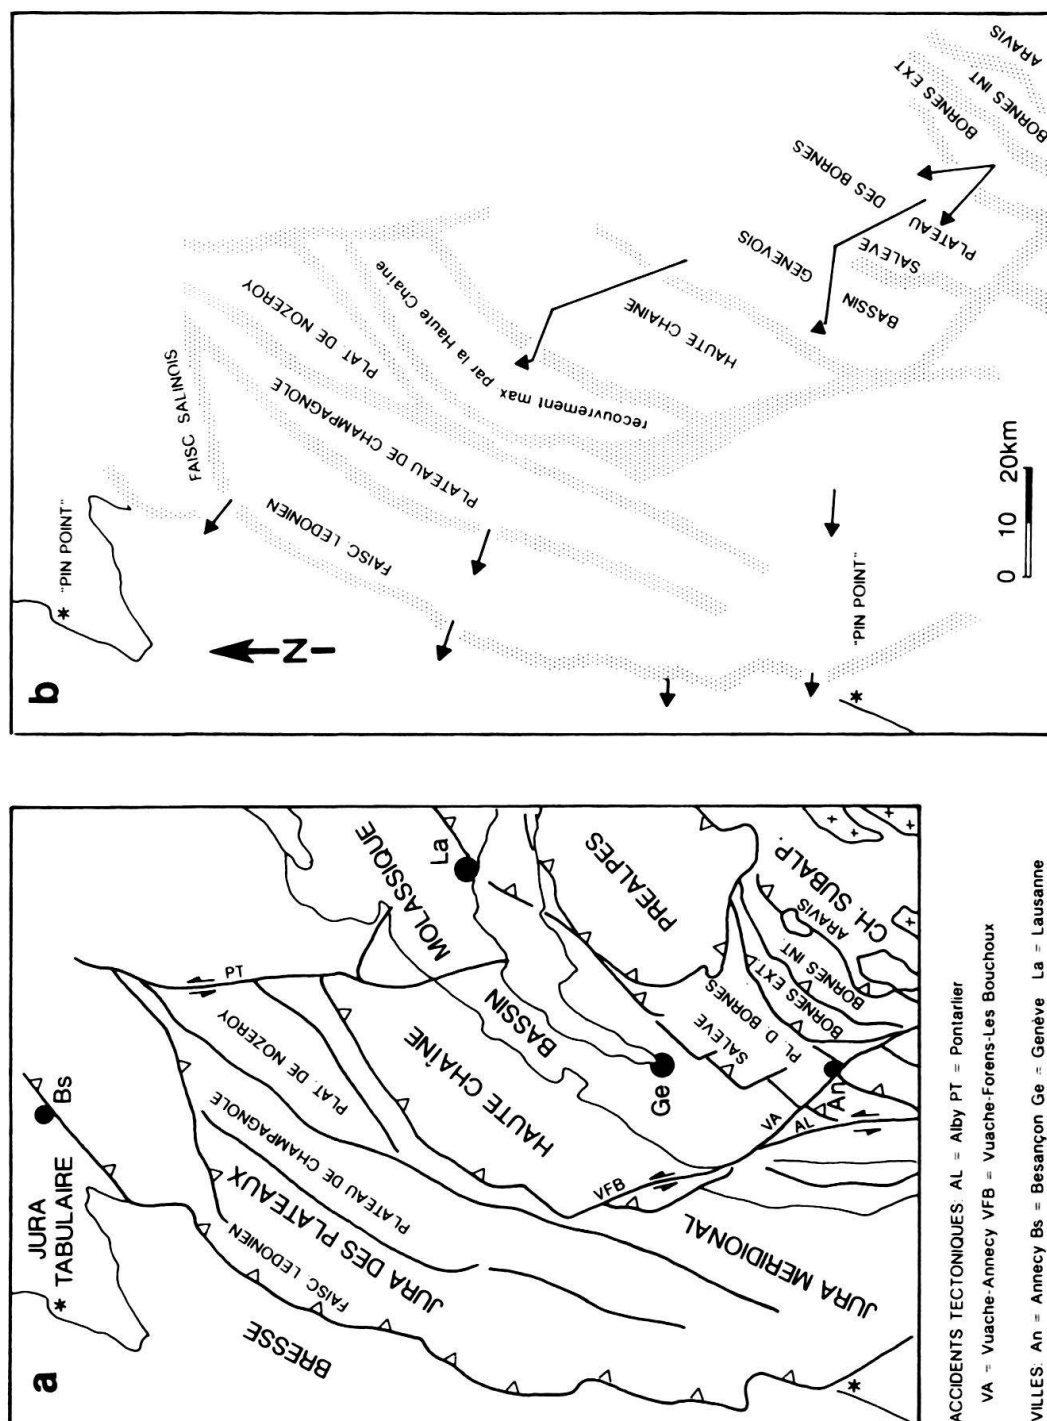 a
JURA
TABULAIRE
Bs
BRESSE
FAISC LEDONIEN
JURA DES PLATEAUX
PLATEAU DE CHAMPAGNOLE
PLAT. DE NOZEROY
PT
HAUTE CHAÎNE
MOLASSIQUE
BASSIN
La
PREALPES
Ge
SALEVE
PL. D. BORNES
BORNES EXT.
BORNES INT.
ARAVIS
CH. SUBALP.
VFB
VA
AL
An
JURA MERIDIONAL
ACCIDENTS TECTONIQUES: AL = Alby PT = Pontarlier
VA = Vuache-Annecy VFB = Vuache-Forens-Les Bouchoux
VILLES: An = Annecy Bs = Besançon Ge = Genève La = Lausanne
b
"PIN POINT"
N
FAISC SALINOIS
FAISC. LEDONIEN
PLATEAU DE CHAMPAGNOLE
PLAT DE NOZEROY
recouvrement max. par la Haute Chaîne
HAUTE CHAINE
GENEVOIS
BASSIN
SALEVE
PLATEAU
DES BORNES
BORNES EXT
BORNES INT
ARAVIS
"PIN POINT"
0 10 20km